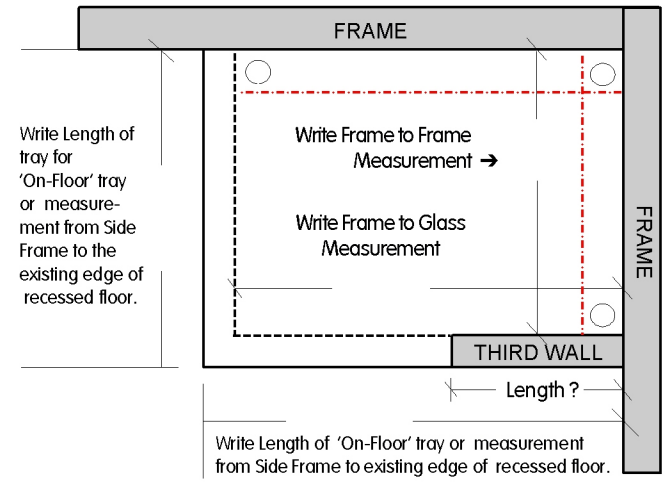 FRAME
Write Length of
tray for
'On-Floor' tray
or measure-
ment from Side
Frame to the
existing edge of
recessed floor.
Write Frame to Frame
Measurement ➔
Write Frame to Glass
Measurement
FRAME
THIRD WALL
Length ?
Write Length of 'On-Floor' tray or measurement
from Side Frame to existing edge of recessed floor.